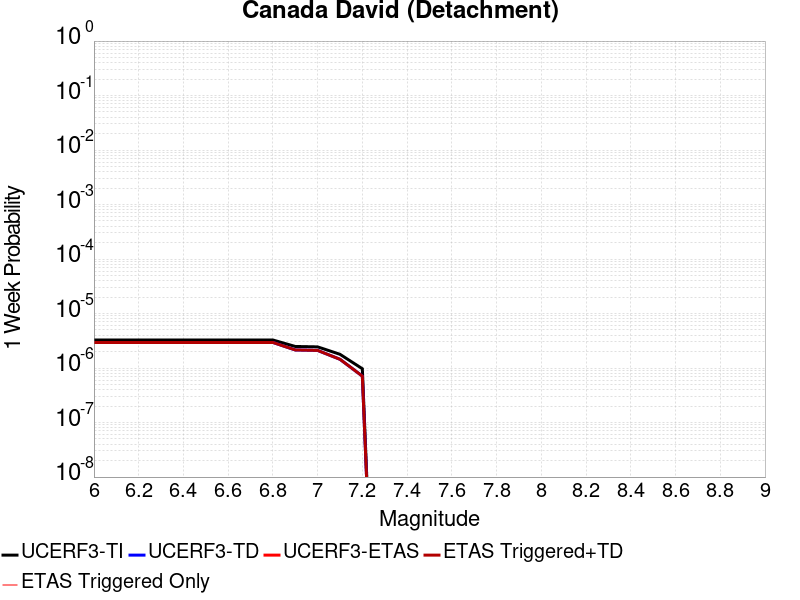 Canada David (Detachment)
1 Week Probability
10^0
10^-1
10^-2
10^-3
10^-4
10^-5
10^-6
10^-7
10^-8
6 6.2 6.4 6.6 6.8 7 7.2 7.4 7.6 7.8 8 8.2 8.4 8.6 8.8 9
Magnitude
UCERF3-TI UCERF3-TD UCERF3-ETAS ETAS Triggered+TD
ETAS Triggered Only